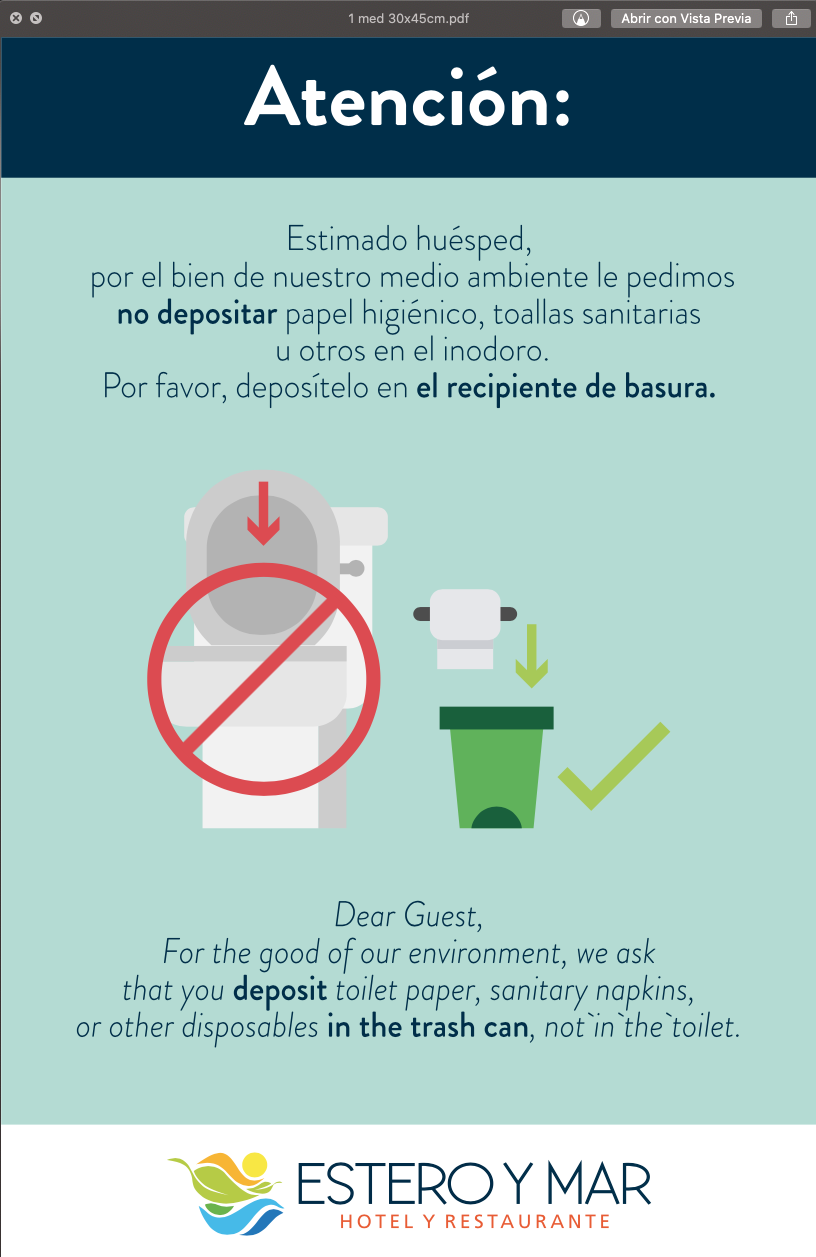 1 med 30x45cm.pdf
Abrir con Vista Previa
Atención:
Estimado huésped,
por el bien de nuestro medio ambiente le pedimos
no depositar papel higiénico, toallas sanitarias
u otros en el inodoro.
Por favor, deposítelo en el recipiente de basura.
Dear Guest,
For the good of our environment, we ask
that you deposit toilet paper, sanitary napkins,
or other disposables in the trash can, not`in`the`toilet.
ESTERO Y MAR
HOTEL Y RESTAURANTE